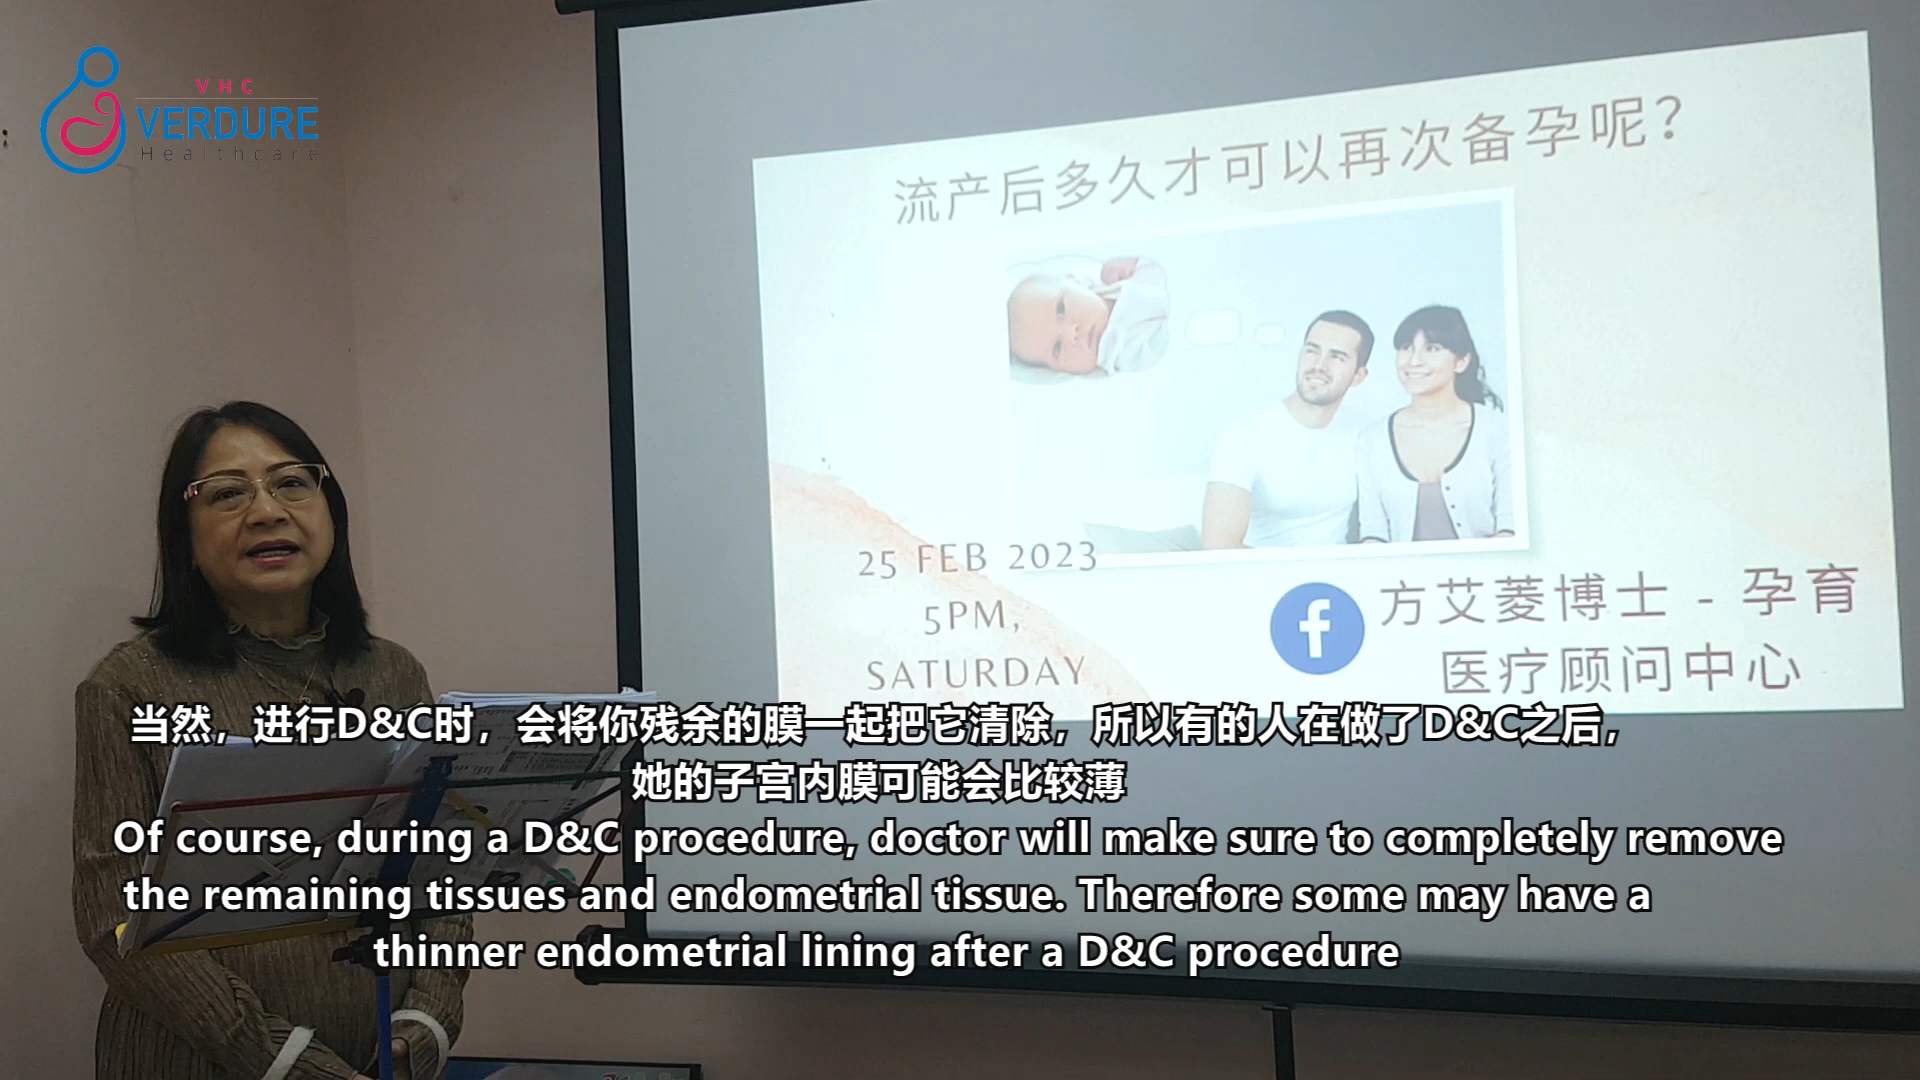 VHC
VERDURE
Healthcare
流产后多久才可以再次备孕呢?
25 FEB 2023
5PM,
SATURDAY
f
方艾菱博士 - 孕育
医疗顾问中心
当然，进行D&C时，会将你残余的膜一起把它清除，所以有的人在做了D&C之后，
她的子宫内膜可能会比较薄
Of course, during a D&C procedure, doctor will make sure to completely remove
the remaining tissues and endometrial tissue. Therefore some may have a
thinner endometrial lining after a D&C procedure